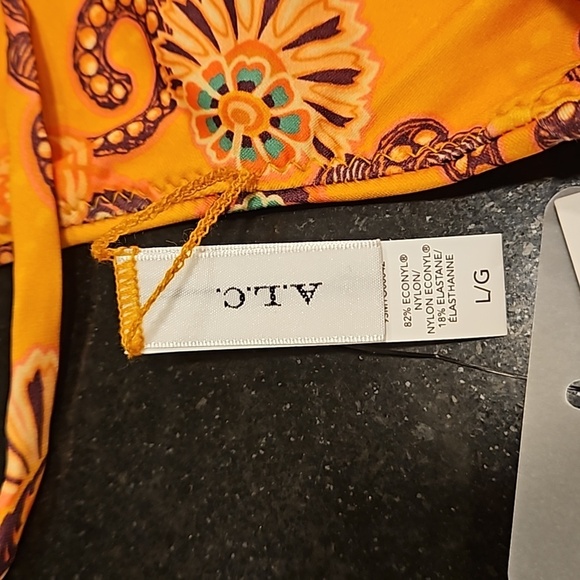 A.L.C.
82% ECONYL®
NYLON/
NYLON ECONYL®
18% ELASTANE/
ÉLASTHANNE
L/G